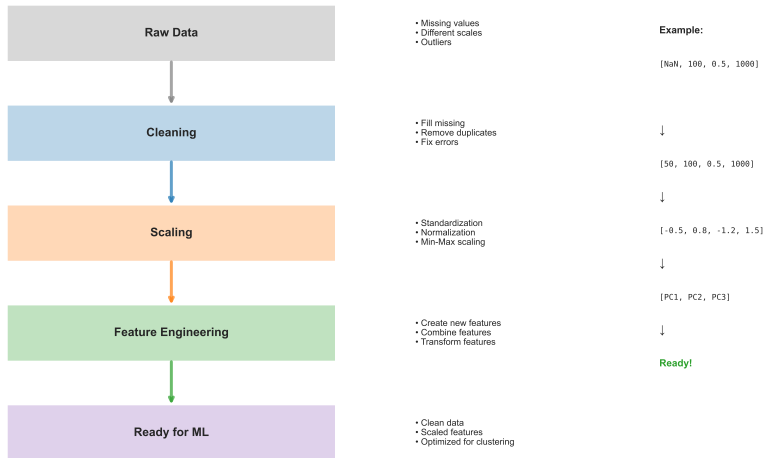 Raw Data
• Missing values
• Different scales
• Outliers
Example:
[NaN, 100, 0.5, 1000]
Cleaning
• Fill missing
• Remove duplicates
• Fix errors
↓
[50, 100, 0.5, 1000]
↓
Scaling
• Standardization
• Normalization
• Min-Max scaling
[-0.5, 0.8, -1.2, 1.5]
↓
[PC1, PC2, PC3]
Feature Engineering
• Create new features
• Combine features
• Transform features
↓
Ready!
Ready for ML
• Clean data
• Scaled features
• Optimized for clustering